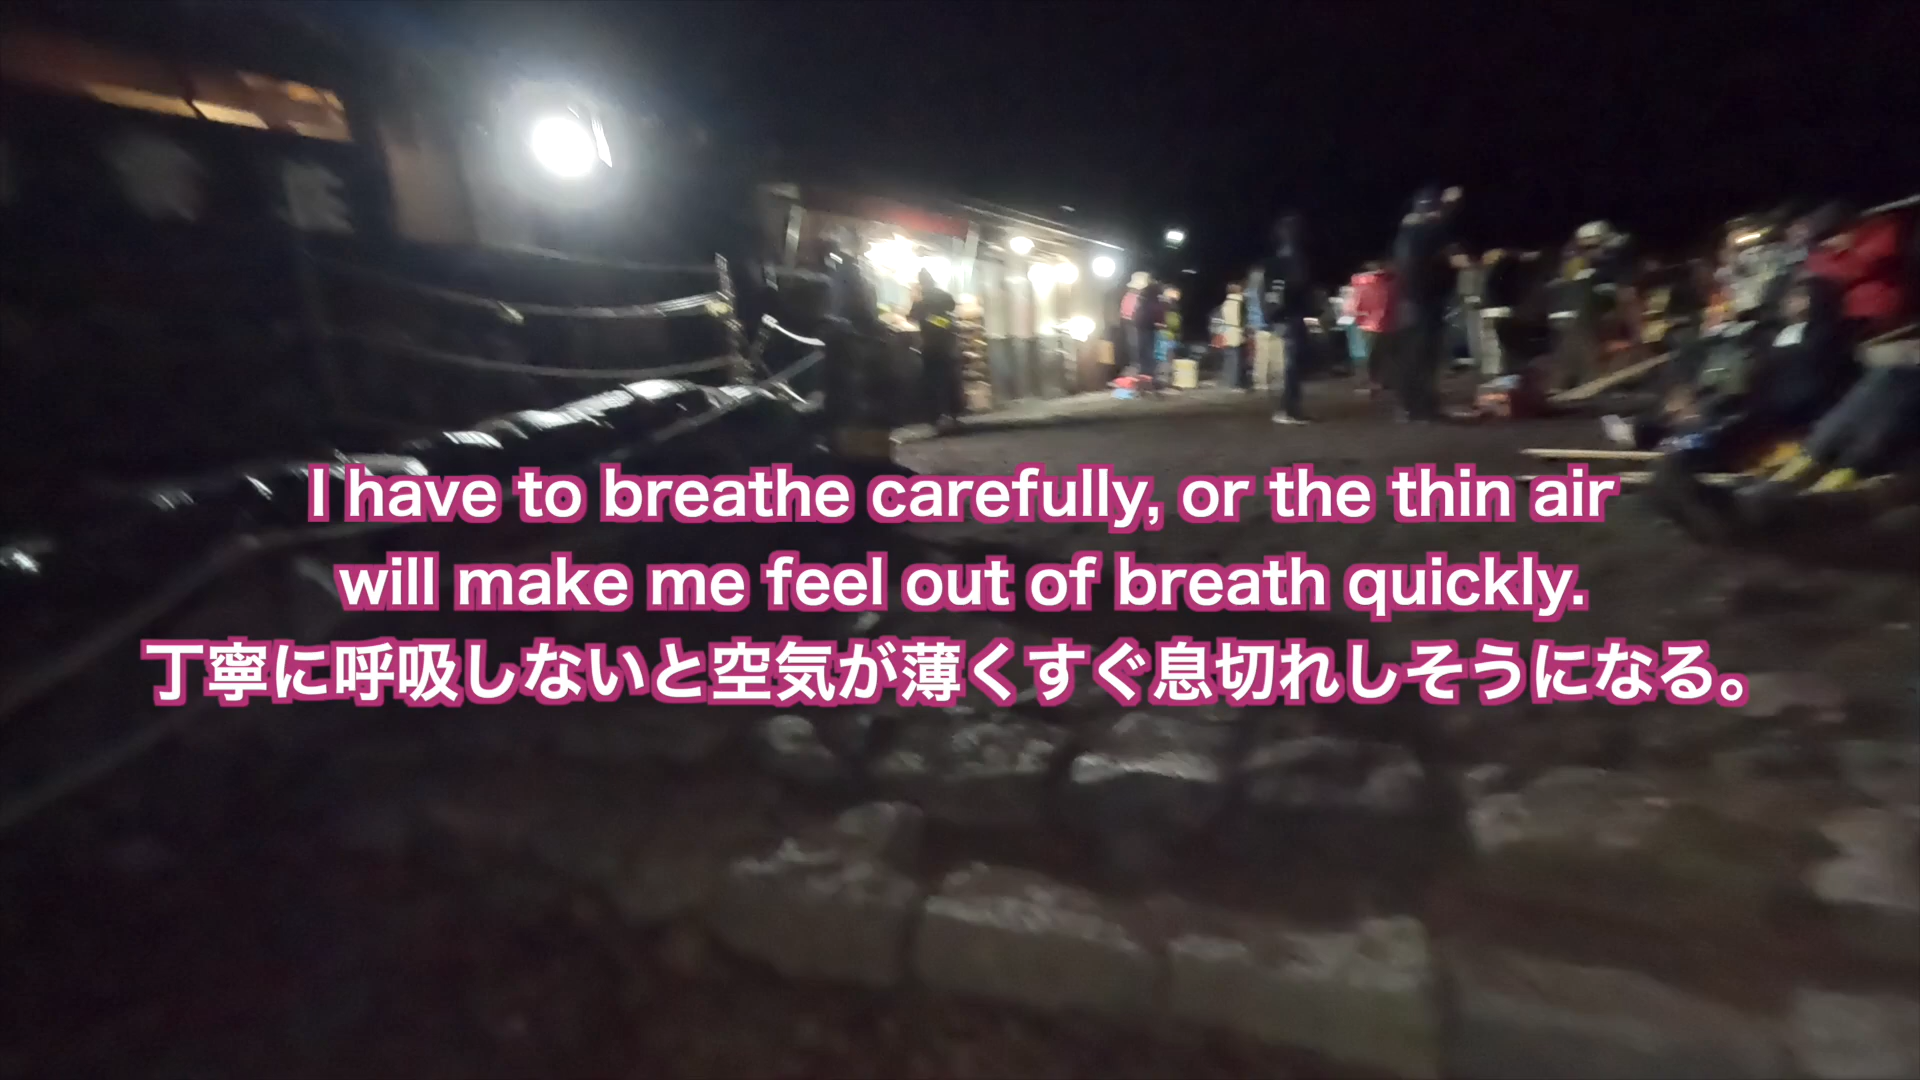 I have to breathe carefully, or the thin air
will make me feel out of breath quickly.
丁寧に呼吸しないと空気が薄くすぐ息切れしそうになる。